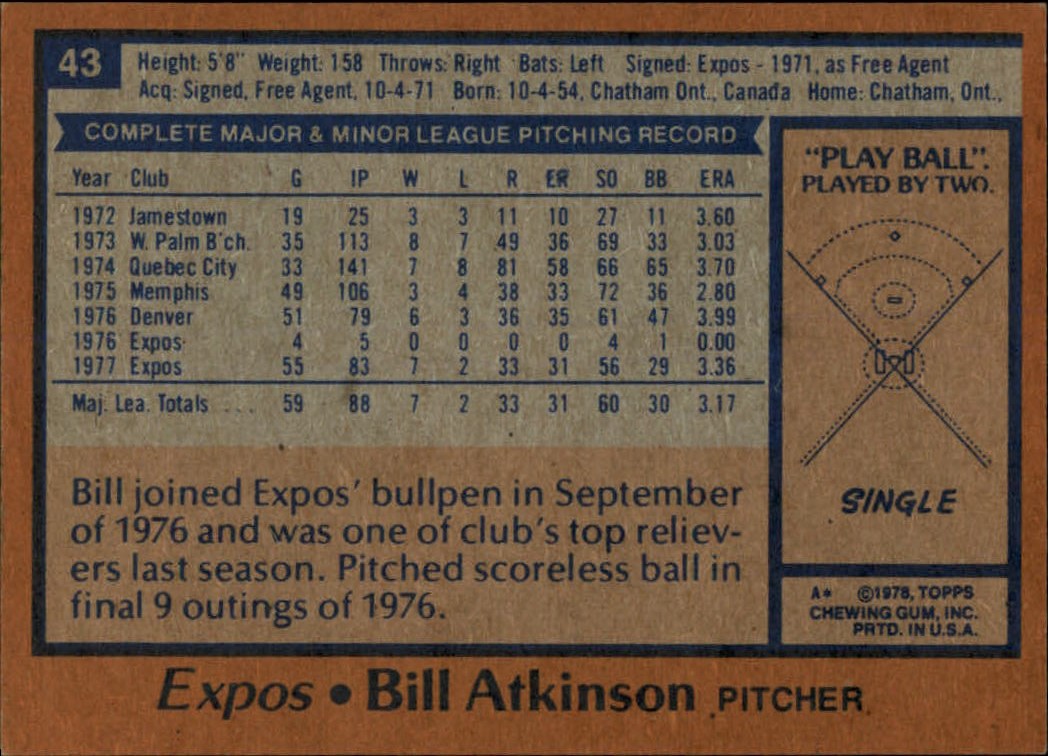 43
Height: 5'8" Weight: 158 Throws: Right Bats: Left Signed: Expos - 1971, as Free Agent
Acq: Signed, Free Agent, 10-4-71 Born: 10-4-54, Chatham Ont., Canada Home: Chatham, Ont.,
COMPLETE MAJOR & MINOR LEAGUE PITCHING RECORD
Year Club G IP W L R ER SO BB ERA
1972 Jamestown 19 25 3 3 11 10 27 11 3.60
1973 W. Palm B'ch. 35 113 8 7 49 36 69 33 3.03
1974 Quebec City 33 141 7 8 81 58 66 65 3.70
1975 Memphis 49 106 3 4 38 33 72 36 2.80
1976 Denver 51 79 6 3 36 35 61 47 3.99
1976 Expos 4 5 0 0 0 0 4 1 0.00
1977 Expos 55 83 7 2 33 31 56 29 3.36
Maj. Lea. Totals ... 59 88 7 2 33 31 60 30 3.17
Bill joined Expos' bullpen in September
of 1976 and was one of club's top reliev-
ers last season. Pitched scoreless ball in
final 9 outings of 1976.
"PLAY BALL".
PLAYED BY TWO.
SINGLE
A* ©1978, TOPPS
CHEWING GUM, INC.
PRTD. IN U.S.A.
Expos • Bill Atkinson PITCHER